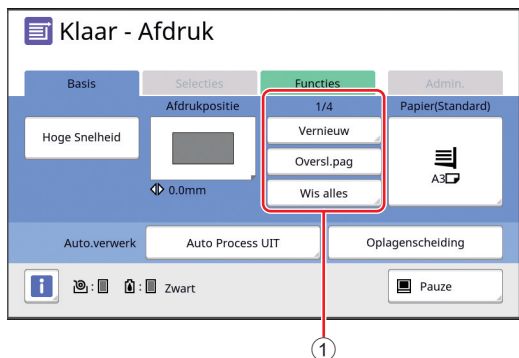 Klaar - Afdruk
Basis
Selecties
Functies
Admin.
Afdrukpositie
1/4
Papier(Standard)
Hoge Snelheid
Vernieuw
Oversl.pag
Wis alles
A3
0.0mm
Auto.verwerk
Auto Process UIT
Oplagenscheiding
i
:
:
Zwart
Pauze
1